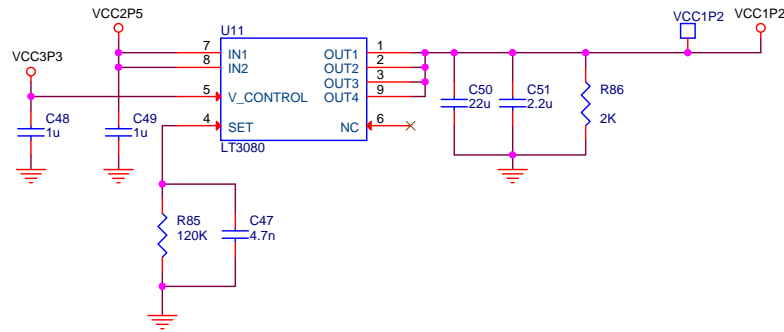 VCC2P5
VCC3P3
U11
7 IN1 OUT1 1
8 IN2 OUT2 2
OUT3 3
5 V_CONTROL OUT4 9
4 SET NC 6
LT3080
VCC1P2
VCC1P2
C48
1u
C49
1u
C50
22u
C51
2.2u
R86
2K
R85
120K
C47
4.7n